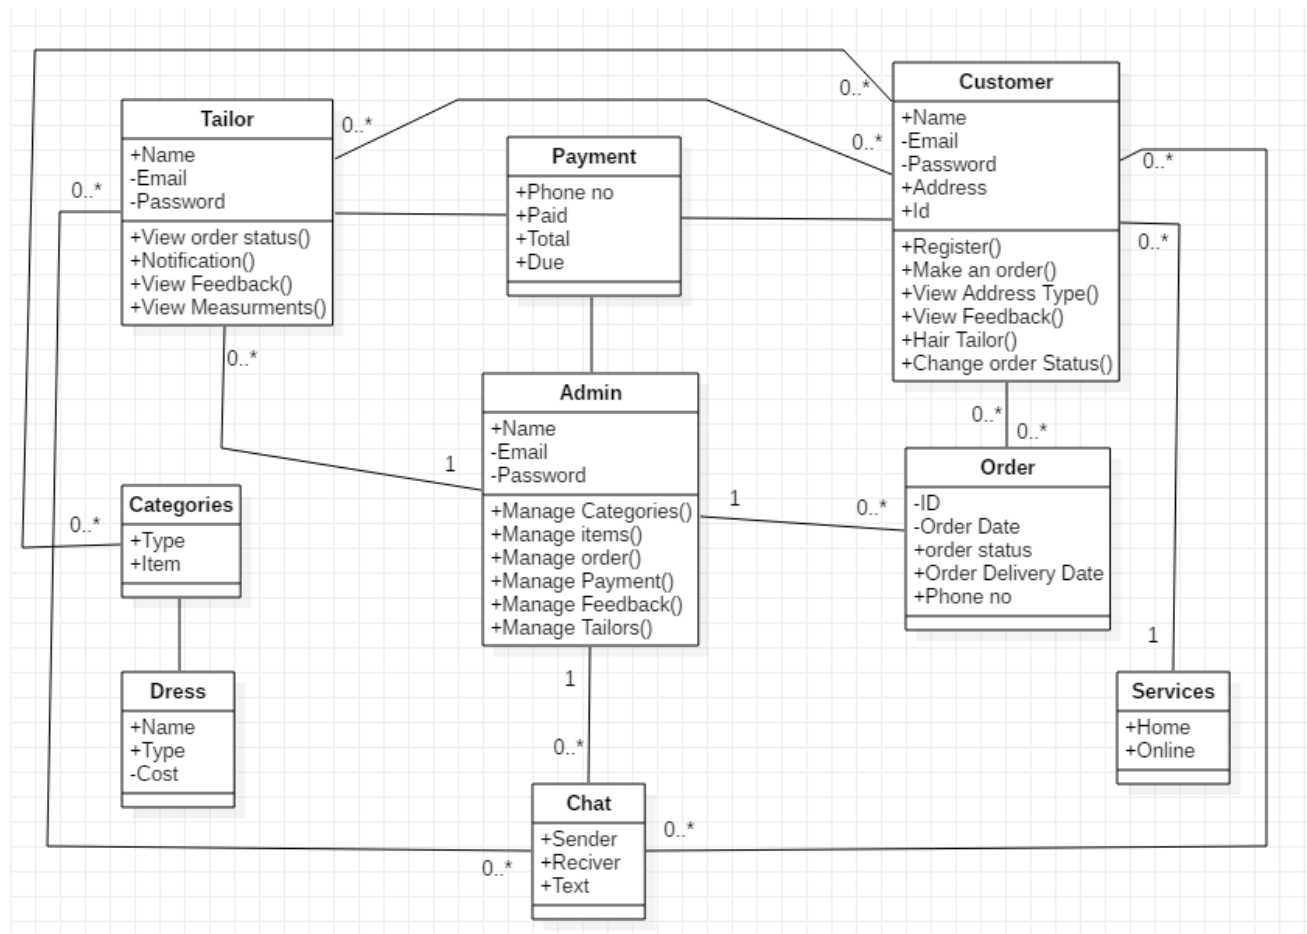 Tailor
+Name
-Email
-Password
+View order status()
+Notification()
+View Feedback()
+View Measurments()
Payment
+Phone no
+Paid
+Total
+Due
Customer
+Name
-Email
-Password
+Address
+Id
+Register()
+Make an order()
+View Address Type()
+View Feedback()
+Hair Tailor()
+Change order Status()
0..*
0..*
0..*
0..*
0..*
0..*
0..*
Admin
+Name
-Email
-Password
+Manage Categories()
+Manage items()
+Manage order()
+Manage Payment()
+Manage Feedback()
+Manage Tailors()
1
1
0..*
0..*
0..*
Order
-ID
-Order Date
+order status
+Order Delivery Date
+Phone no
Categories
+Type
+Item
0..*
Dress
+Name
+Type
-Cost
1
0..*
1
Services
+Home
+Online
Chat
+Sender
+Reciver
+Text
0..*
0..*